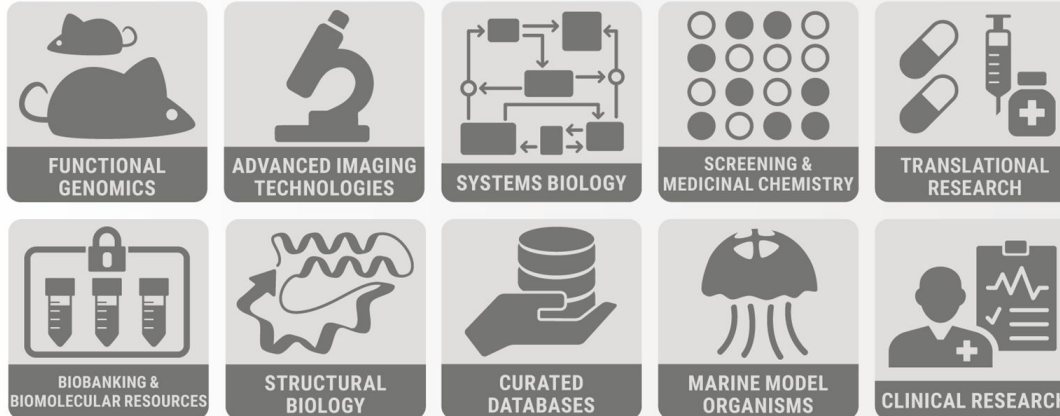 FUNCTIONAL
GENOMICS
ADVANCED IMAGING
TECHNOLOGIES
SYSTEMS BIOLOGY
SCREENING &
MEDICINAL CHEMISTRY
TRANSLATIONAL
RESEARCH
BIOBANKING &
BIOMOLECULAR RESOURCES
STRUCTURAL
BIOLOGY
CURATED
DATABASES
MARINE MODEL
ORGANISMS
CLINICAL RESEARCH